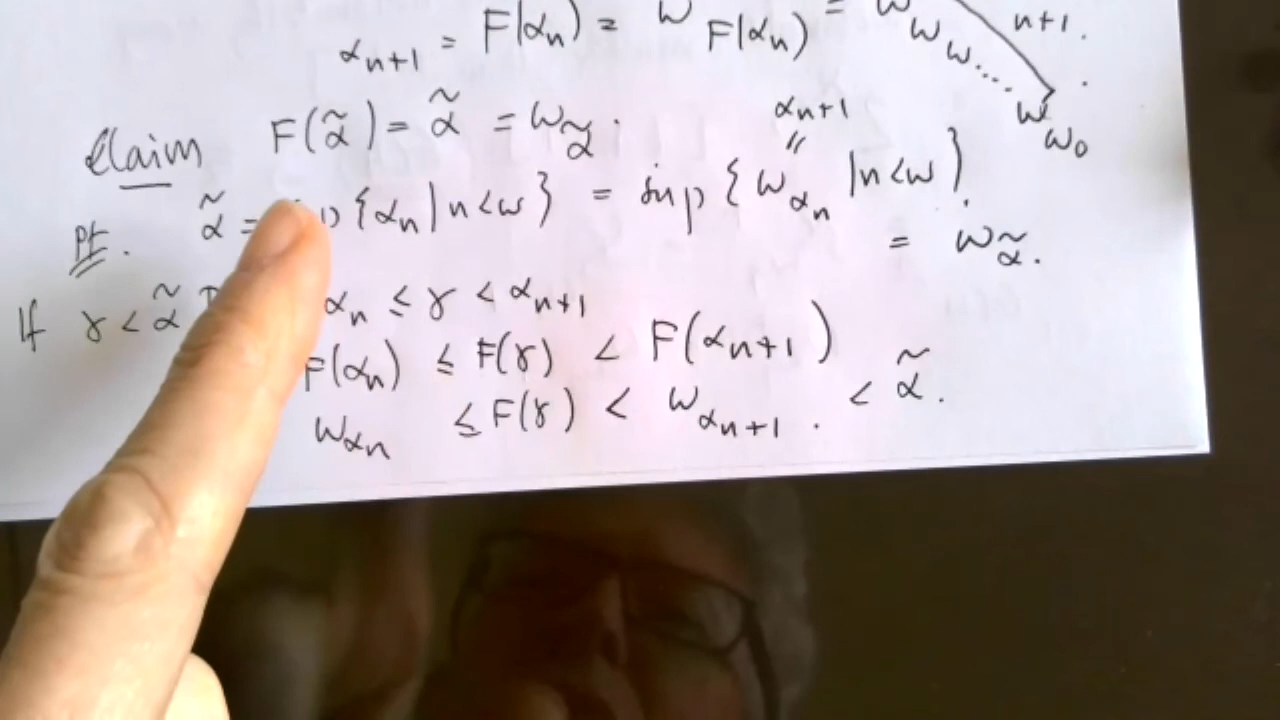 α_{n+1} = F(α_n) = ω_{F(α_n)} = ω_{ω_{ω_{....ω_{ω_0}}}} n+1.
Claim F(α̃) = α̃ = ω_α̃.
Pf. α̃ = {α_n | n < ω} = sup{ω_{α_n} | n < ω}.
α_{n+1}
"
= ω_α̃.
If γ < α̃ α_n ≤ γ < α_{n+1}
F(α_n) ≤ F(γ) < F(α_{n+1})
ω_{α_n} ≤ F(γ) < ω_{α_{n+1}}. < α̃.